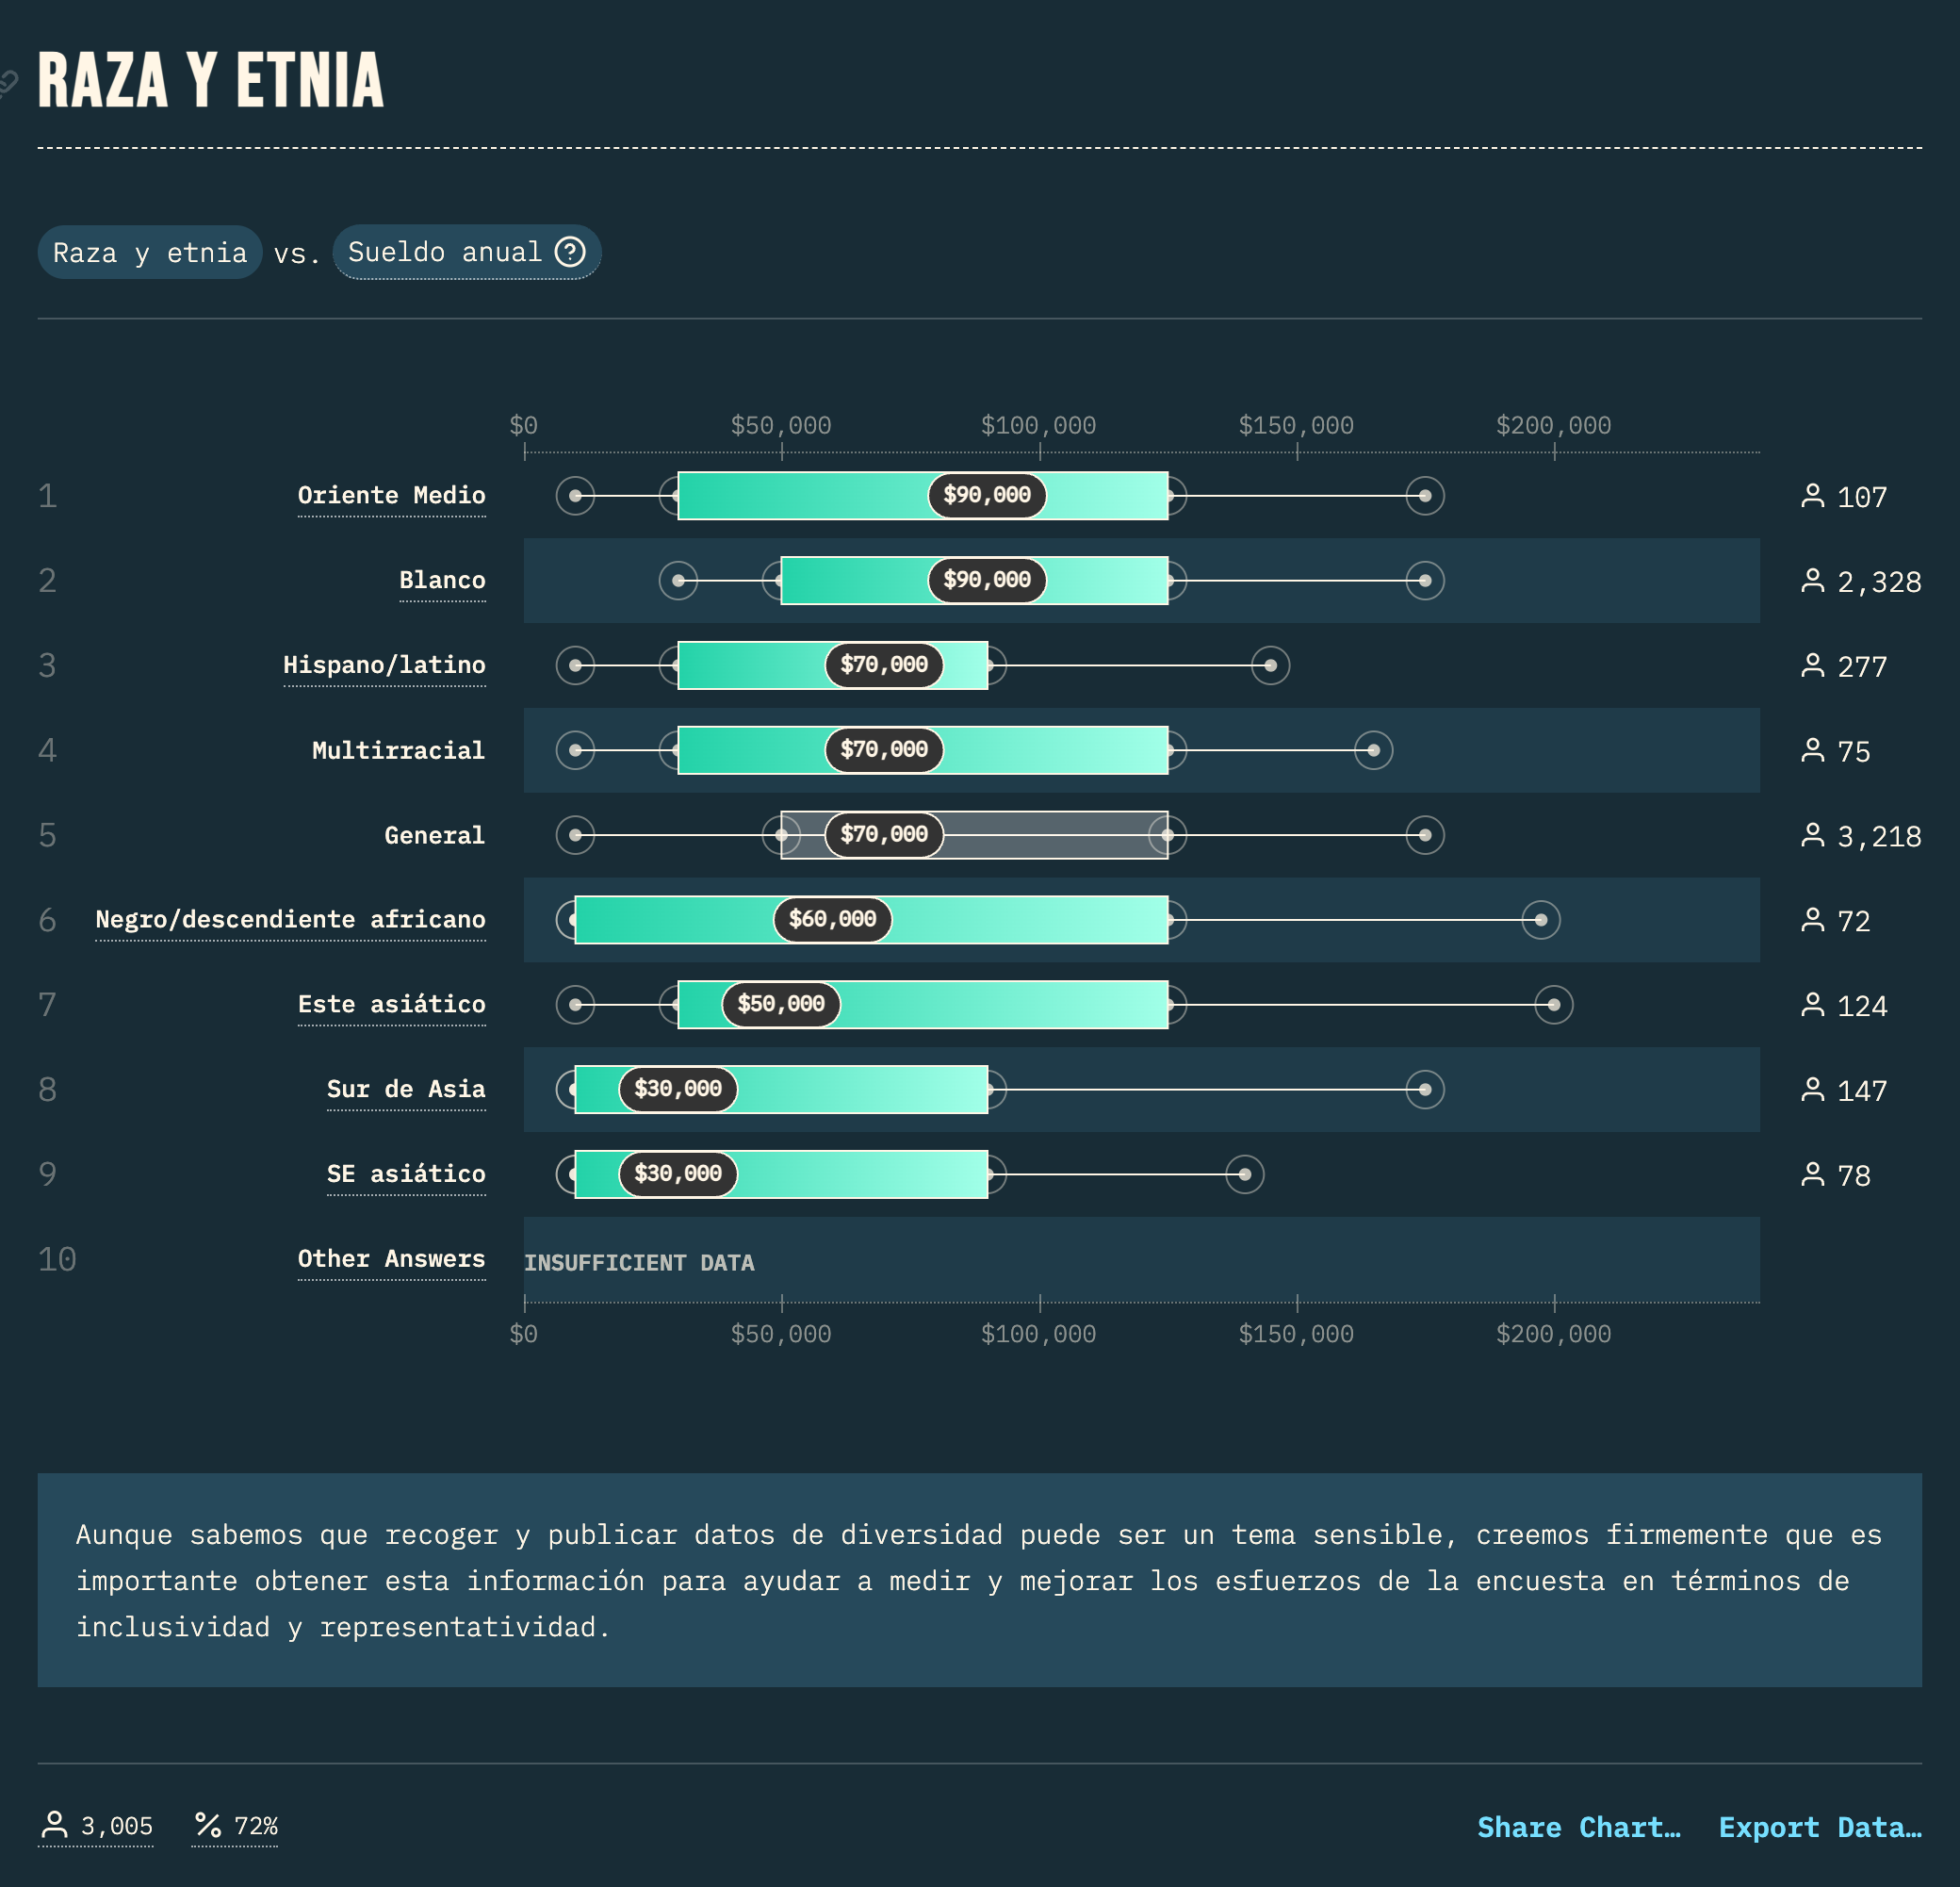 RAZA Y ETNIA
Raza y etnia vs. Sueldo anual ?
$0 $50,000 $100,000 $150,000 $200,000
1 Oriente Medio $90,000 107
2 Blanco $90,000 2,328
3 Hispano/latino $70,000 277
4 Multirracial $70,000 75
5 General $70,000 3,218
6 Negro/descendiente africano $60,000 72
7 Este asiático $50,000 124
8 Sur de Asia $30,000 147
9 SE asiático $30,000 78
10 Other Answers INSUFFICIENT DATA
$0 $50,000 $100,000 $150,000 $200,000
Aunque sabemos que recoger y publicar datos de diversidad puede ser un tema sensible, creemos firmemente que es
importante obtener esta información para ayudar a medir y mejorar los esfuerzos de la encuesta en términos de
inclusividad y representatividad.
3,005 % 72% Share Chart… Export Data…